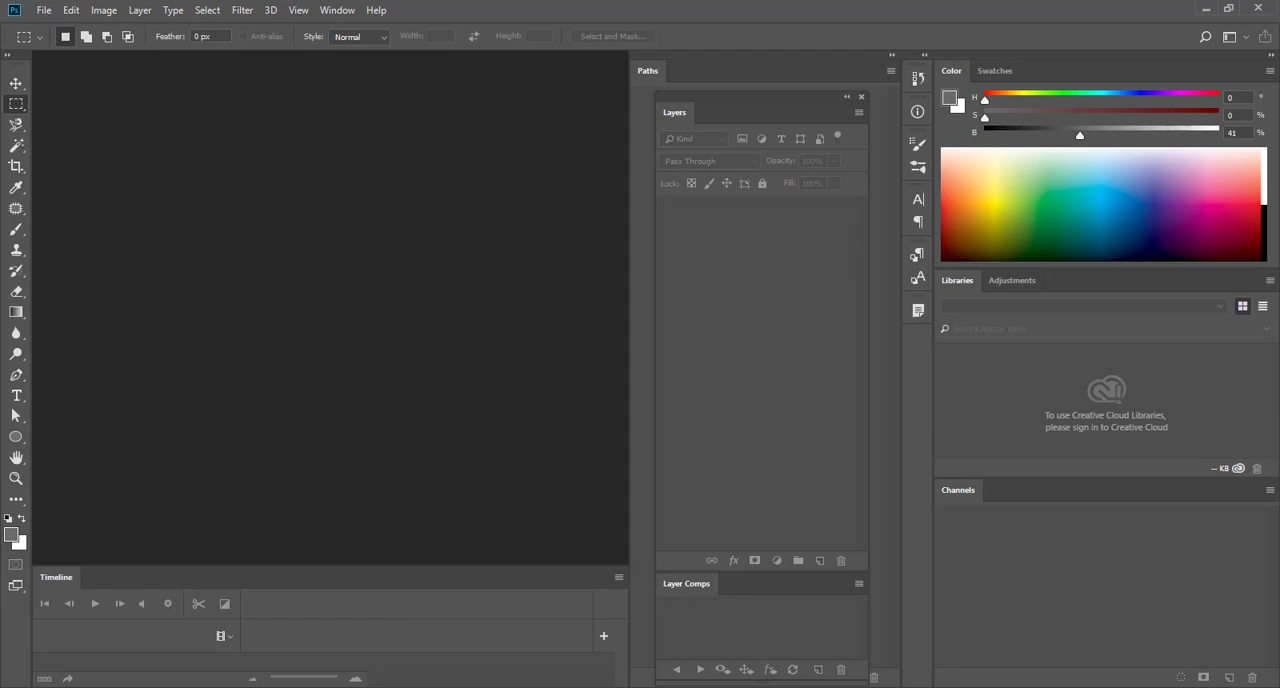 Ps File Edit Image Layer Type Select Filter 3D View Window Help
Feather: 0 px Anti-alias Style: Normal Width: Height: Select and Mask...
Paths
Layers
Kind
Pass Through Opacity: 100%
Lock: Fill: 100%
Layer Comps
Color Swatches
H 0 °
S 0 %
B 41 %
Libraries Adjustments
Search Adobe Stock
To use Creative Cloud Libraries,
please sign in to Creative Cloud
-- KB
Channels
Timeline